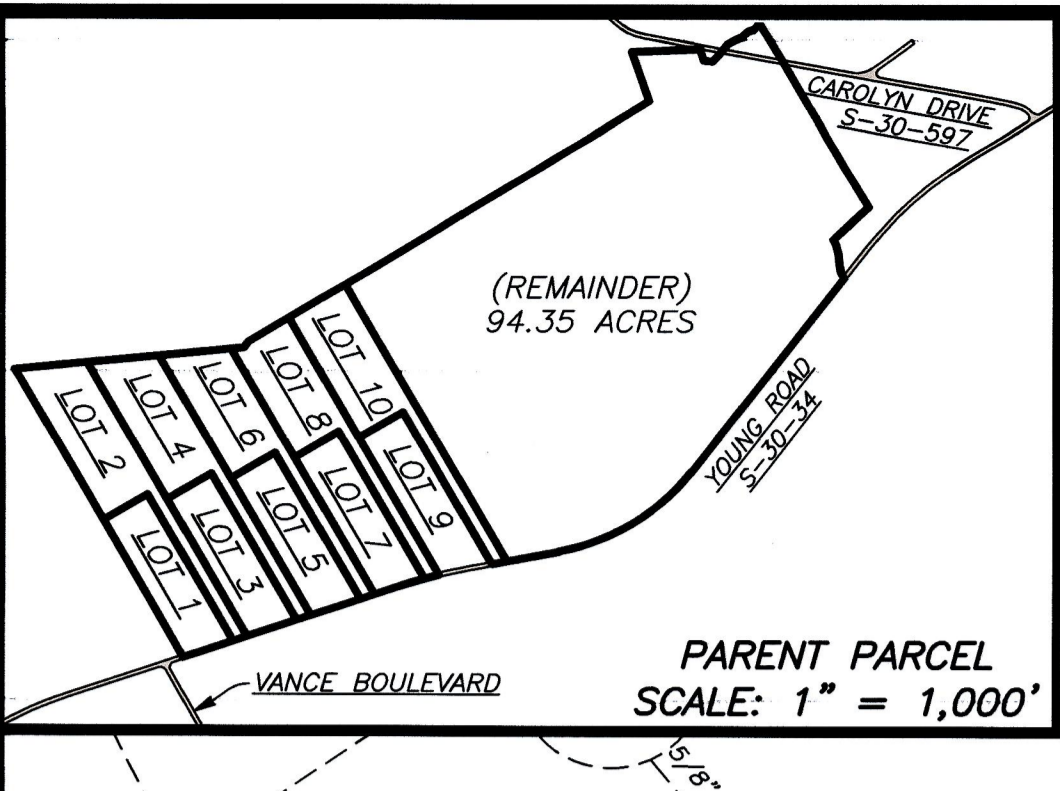 CAROLYN DRIVE
S-30-597
(REMAINDER)
94.35 ACRES
YOUNG ROAD
S-30-34
LOT 2
LOT 4
LOT 6
LOT 8
LOT 10
LOT 1
LOT 3
LOT 5
LOT 7
LOT 9
VANCE BOULEVARD
PARENT PARCEL
SCALE: 1" = 1,000'
5/8"